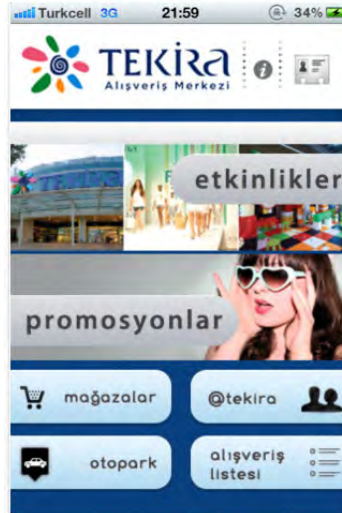 Turkcell 3G 21:59 34%
TEKİRA
Alışveriş Merkezi
etkinlikler
promosyonlar
mağazalar
@tekira
otopark
alışveriş
listesi